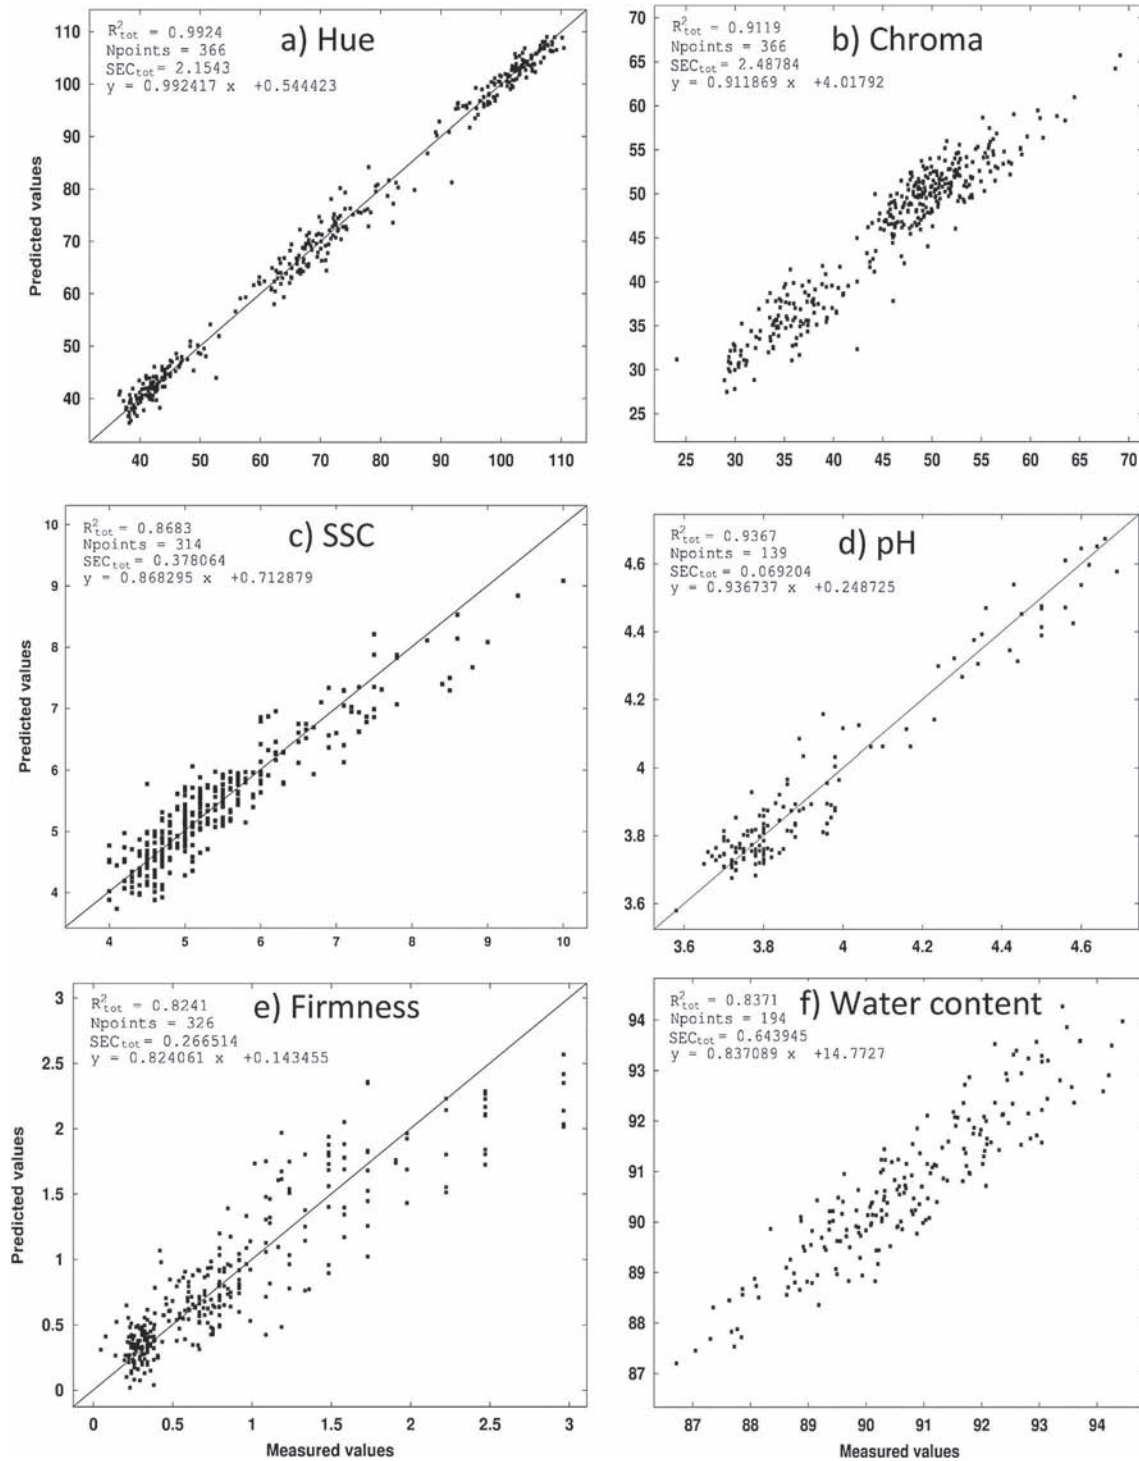 a) Hue
R²tot = 0.9924
Npoints = 366
SECtot = 2.1543
y = 0.992417 x +0.544423
110
100
90
80
70
60
50
40
Predicted values
40 50 60 70 80 90 100 110
b) Chroma
R²tot = 0.9119
Npoints = 366
SECtot = 2.48784
y = 0.911869 x +4.01792
70
65
60
55
50
45
40
35
30
25
25 30 35 40 45 50 55 60 65 70
c) SSC
R²tot = 0.8683
Npoints = 314
SECtot = 0.378064
y = 0.868295 x +0.712879
10
9
8
7
6
5
4
Predicted values
4 5 6 7 8 9 10
d) pH
R²tot = 0.9367
Npoints = 139
SECtot = 0.069204
y = 0.936737 x +0.248725
4.6
4.4
4.2
4
3.8
3.6
3.6 3.8 4 4.2 4.4 4.6
e) Firmness
R²tot = 0.8241
Npoints = 326
SECtot = 0.266514
y = 0.824061 x +0.143455
3
2.5
2
1.5
1
0.5
0
Predicted values
0 0.5 1 1.5 2 2.5 3
Measured values
f) Water content
R²tot = 0.8371
Npoints = 194
SECtot = 0.643945
y = 0.837089 x +14.7727
94
93
92
91
90
89
88
87
87 88 89 90 91 92 93 94
Measured values